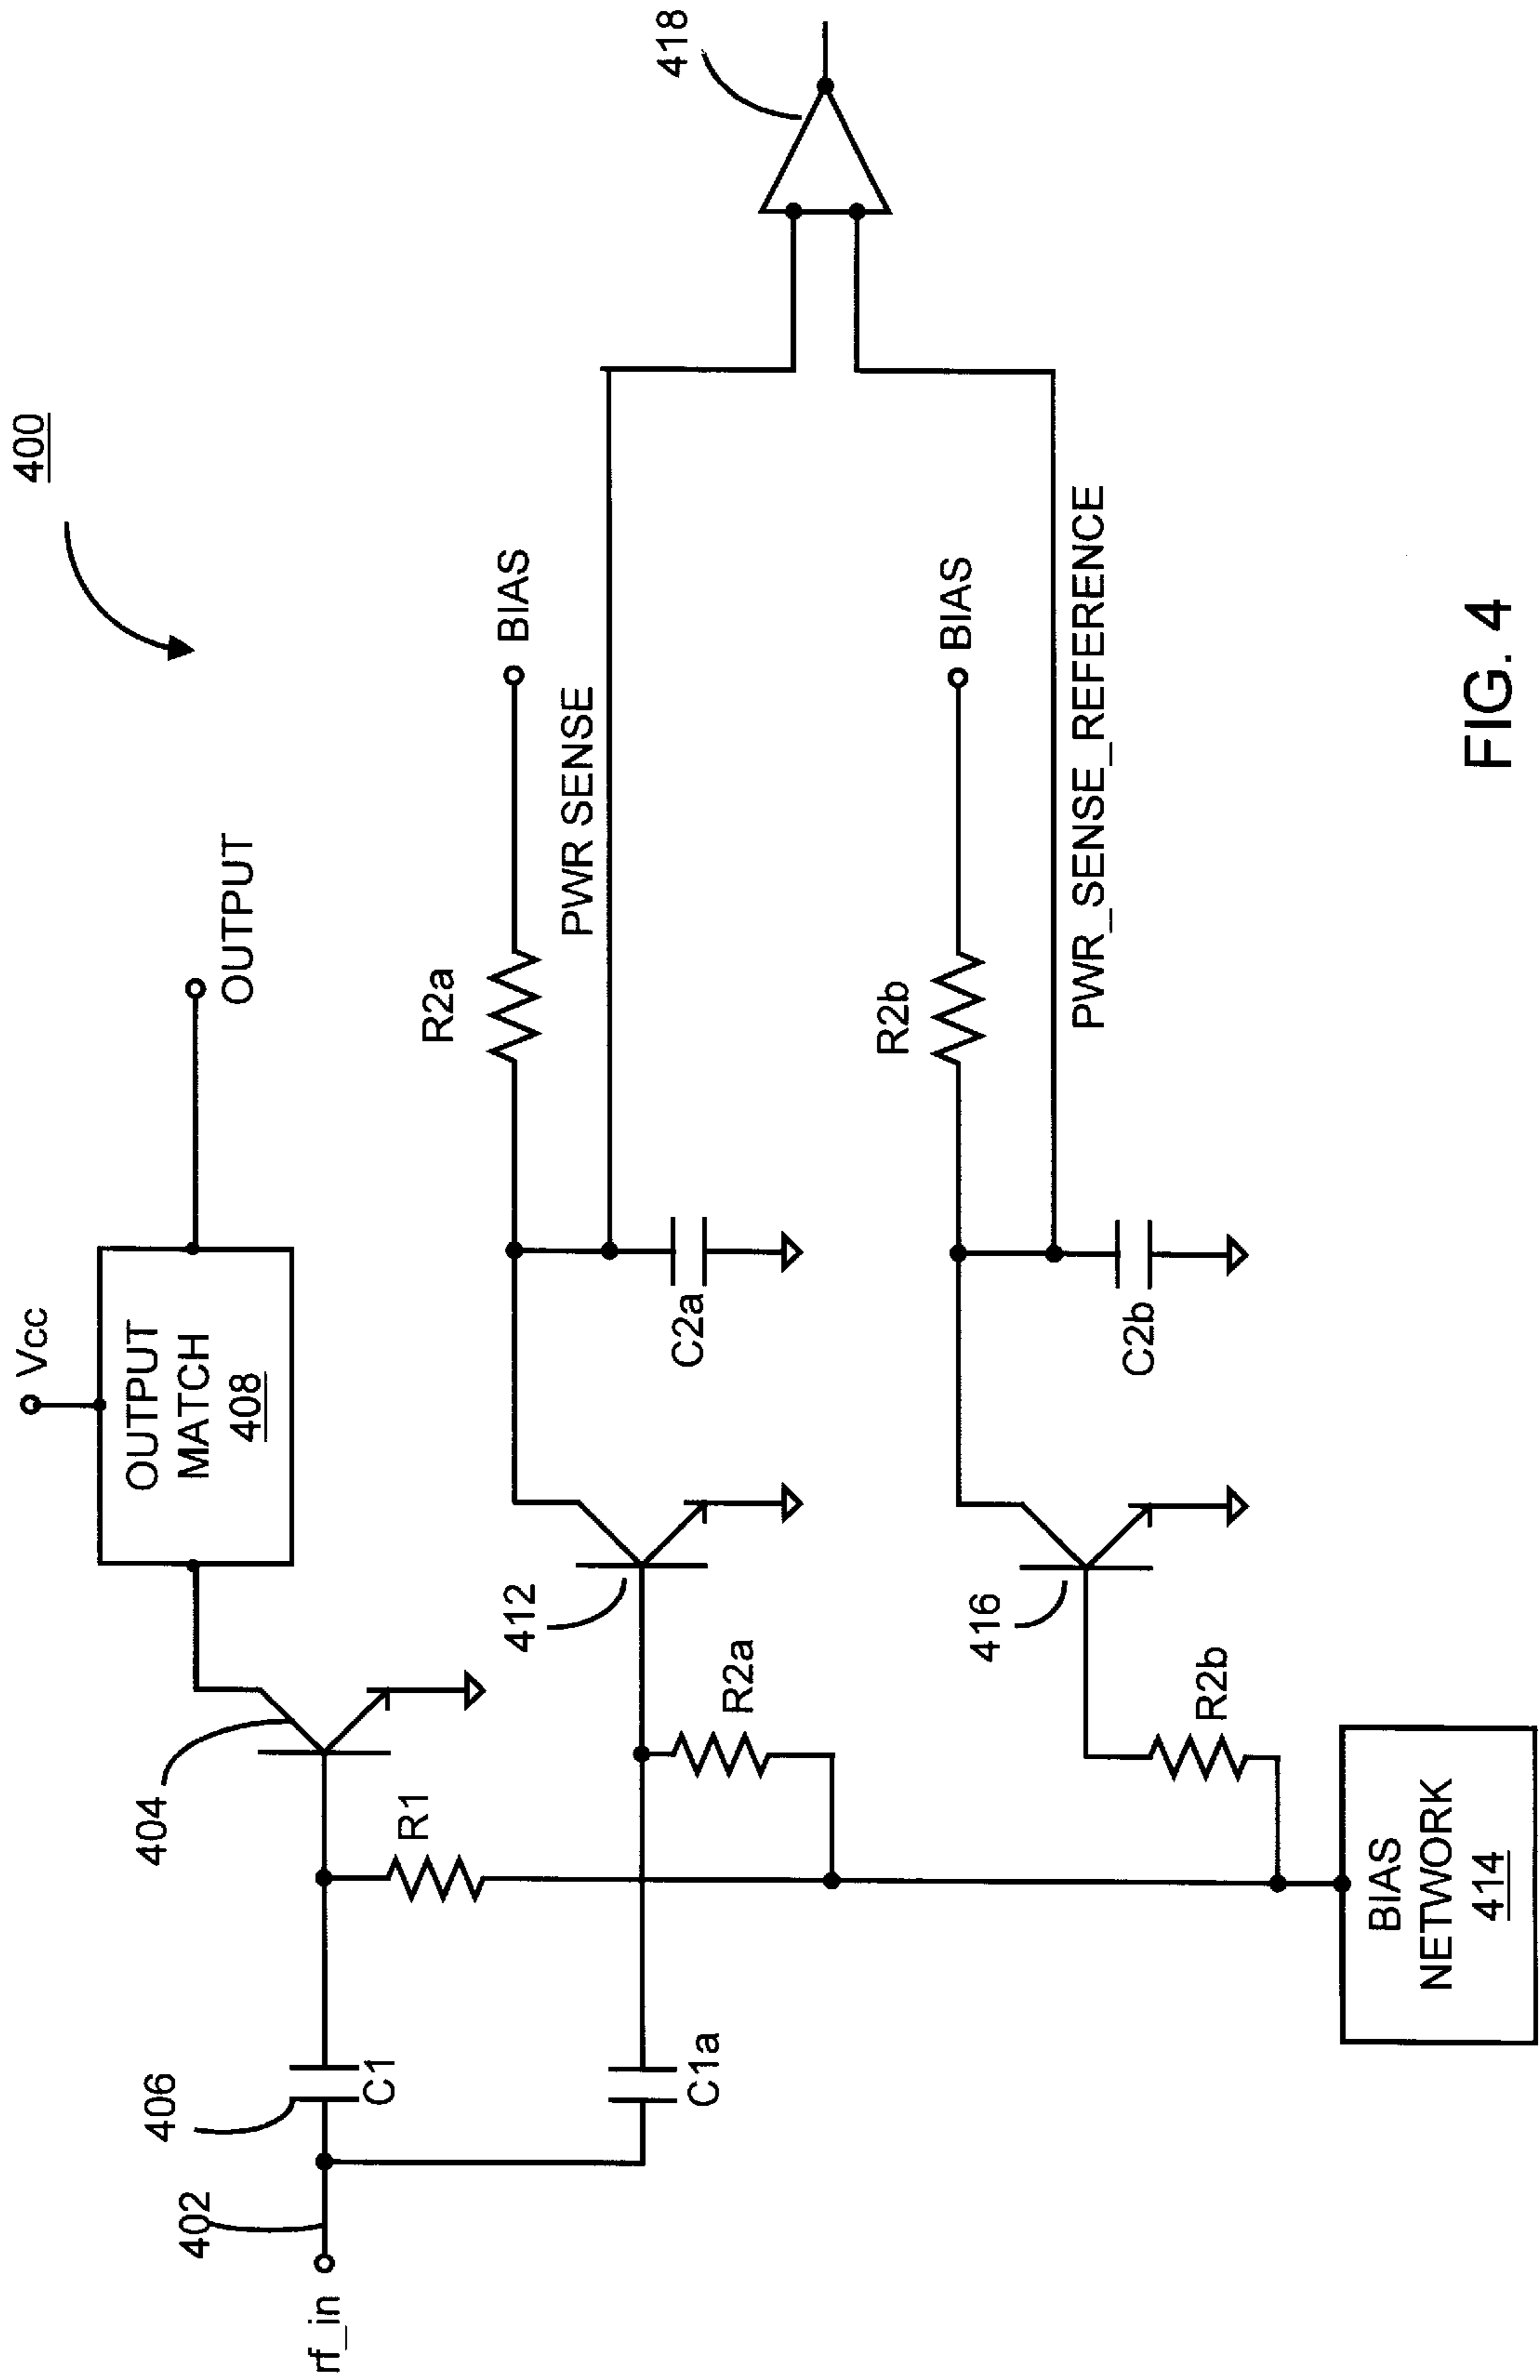 400
Vcc
OUTPUT
MATCH
408
OUTPUT
404
406
402
rf_in
C1
R1
412
R2a
BIAS
PWR SENSE
418
C1a
R2a
C2a
416
R2b
BIAS
PWR_SENSE_REFERENCE
R2b
C2b
BIAS
NETWORK
414
FIG. 4